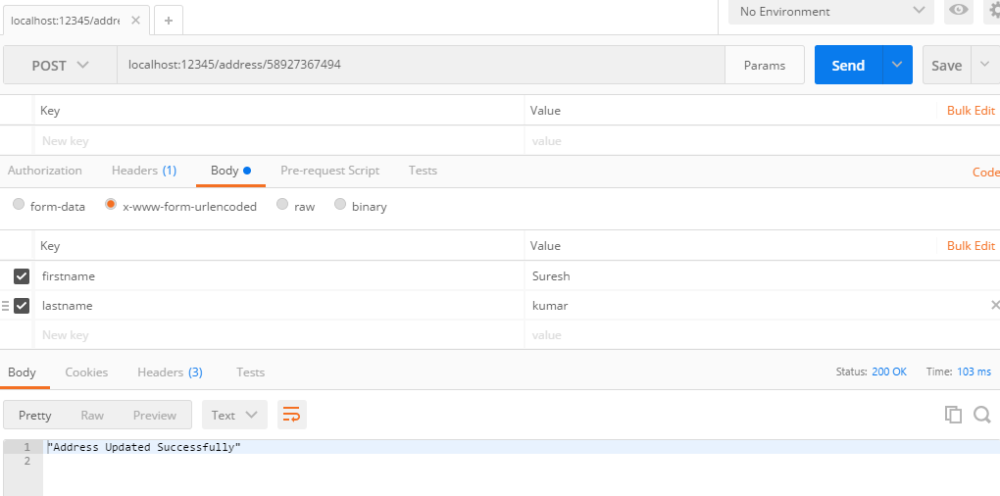 localhost:12345/addre
No Environment
POST
localhost:12345/address/58927367494
Params
Send
Save
Key Value Bulk Edit
New key value
Authorization Headers (1) Body Pre-request Script Tests Code
form-data x-www-form-urlencoded raw binary
Key Value Bulk Edit
firstname Suresh
lastname kumar
New key value
Body Cookies Headers (3) Tests Status: 200 OK Time: 103 ms
Pretty Raw Preview Text
1 "Address Updated Successfully"
2